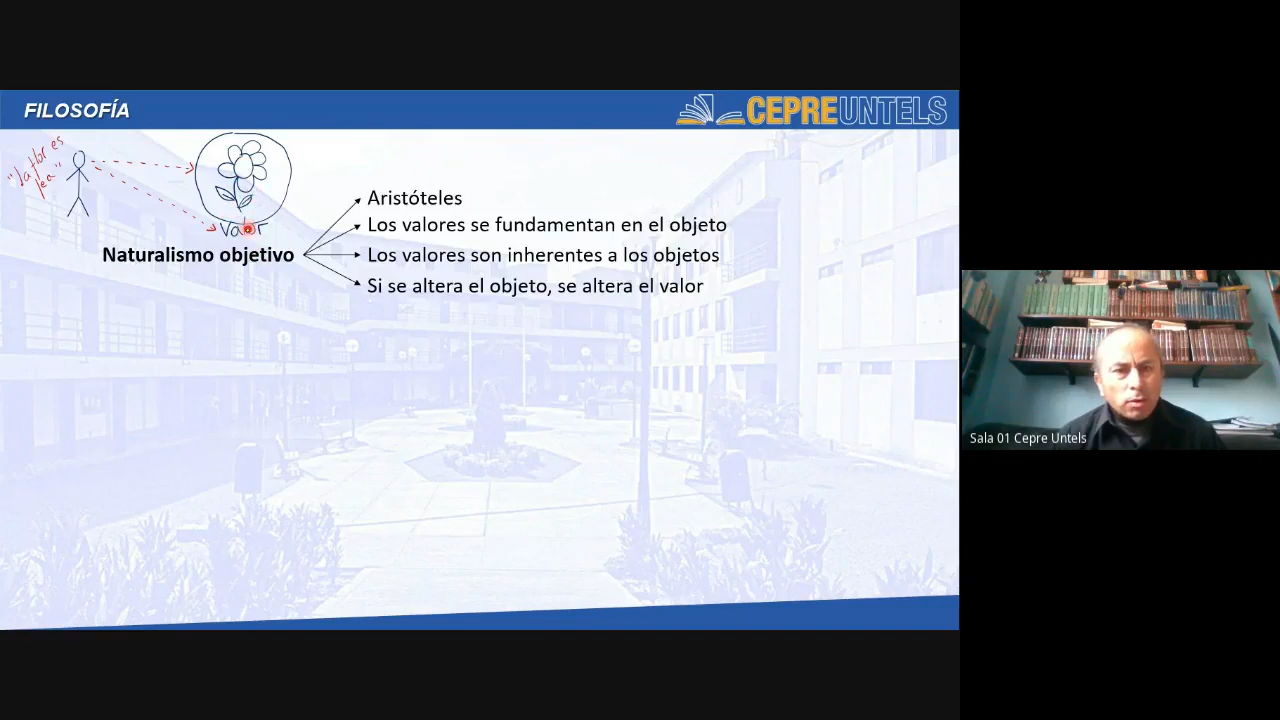 FILOSOFÍA
CEPREUNTELS
"La flor es
fea"
valor
Naturalismo objetivo
Aristóteles
Los valores se fundamentan en el objeto
Los valores son inherentes a los objetos
Si se altera el objeto, se altera el valor
Sala 01 Cepre Untels